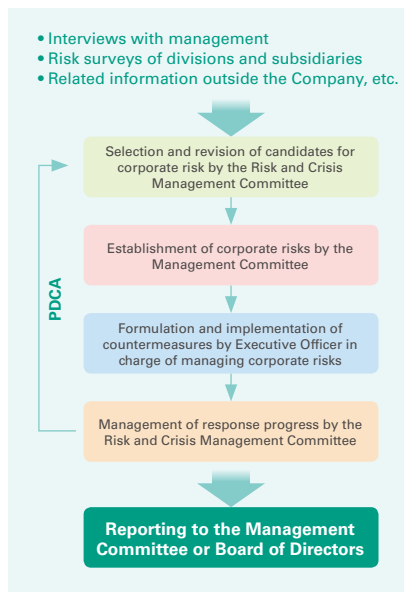 • Interviews with management
• Risk surveys of divisions and subsidiaries
• Related information outside the Company, etc.
Selection and revision of candidates for
corporate risk by the Risk and Crisis
Management Committee
Establishment of corporate risks by the
Management Committee
PDCA
Formulation and implementation of
countermeasures by Executive Officer in
charge of managing corporate risks
Management of response progress by the
Risk and Crisis Management Committee
Reporting to the Management
Committee or Board of Directors